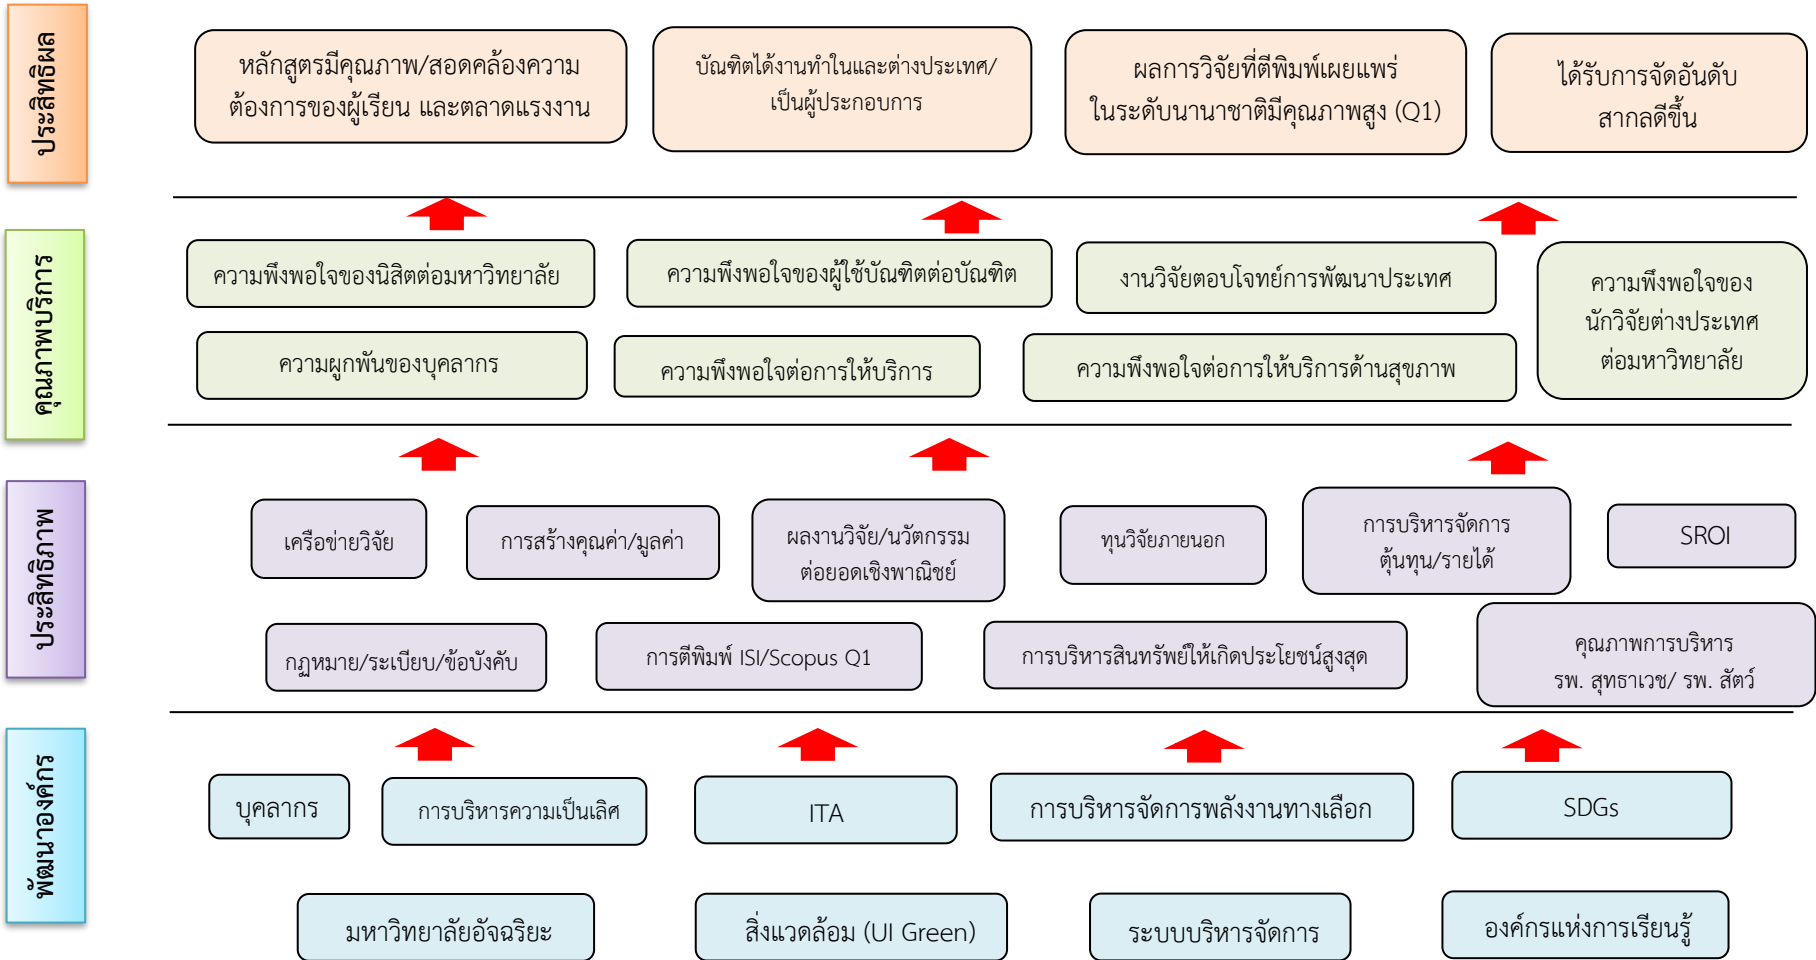 ประสิทธิผล
หลักสูตรมีคุณภาพ/สอดคล้องความ
ต้องการของผู้เรียน และตลาดแรงงาน
บัณฑิตได้งานทำในและต่างประเทศ/
เป็นผู้ประกอบการ
ผลการวิจัยที่ตีพิมพ์เผยแพร่
ในระดับนานาชาติมีคุณภาพสูง (Q1)
ได้รับการจัดอันดับ
สากลดีขึ้น
คุณภาพบริการ
ความพึงพอใจของนิสิตต่อมหาวิทยาลัย
ความพึงพอใจของผู้ใช้บัณฑิตต่อบัณฑิต
งานวิจัยตอบโจทย์การพัฒนาประเทศ
ความพึงพอใจของ
นักวิจัยต่างประเทศ
ต่อมหาวิทยาลัย
ความผูกพันของบุคลากร
ความพึงพอใจต่อการให้บริการ
ความพึงพอใจต่อการให้บริการด้านสุขภาพ
ประสิทธิภาพ
เครือข่ายวิจัย
การสร้างคุณค่า/มูลค่า
ผลงานวิจัย/นวัตกรรม
ต่อยอดเชิงพาณิชย์
ทุนวิจัยภายนอก
การบริหารจัดการ
ต้นทุน/รายได้
SROI
กฎหมาย/ระเบียบ/ข้อบังคับ
การตีพิมพ์ ISI/Scopus Q1
การบริหารสินทรัพย์ให้เกิดประโยชน์สูงสุด
คุณภาพการบริหาร
รพ. สุทธาเวช/ รพ. สัตว์
พัฒนาองค์กร
บุคลากร
การบริหารความเป็นเลิศ
ITA
การบริหารจัดการพลังงานทางเลือก
SDGs
มหาวิทยาลัยอัจฉริยะ
สิ่งแวดล้อม (UI Green)
ระบบบริหารจัดการ
องค์กรแห่งการเรียนรู้